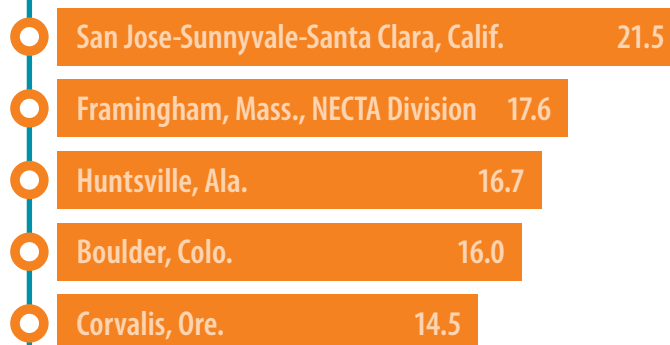 San Jose-Sunnyvale-Santa Clara, Calif. 21.5
Framingham, Mass., NECTA Division 17.6
Huntsville, Ala. 16.7
Boulder, Colo. 16.0
Corvalis, Ore. 14.5